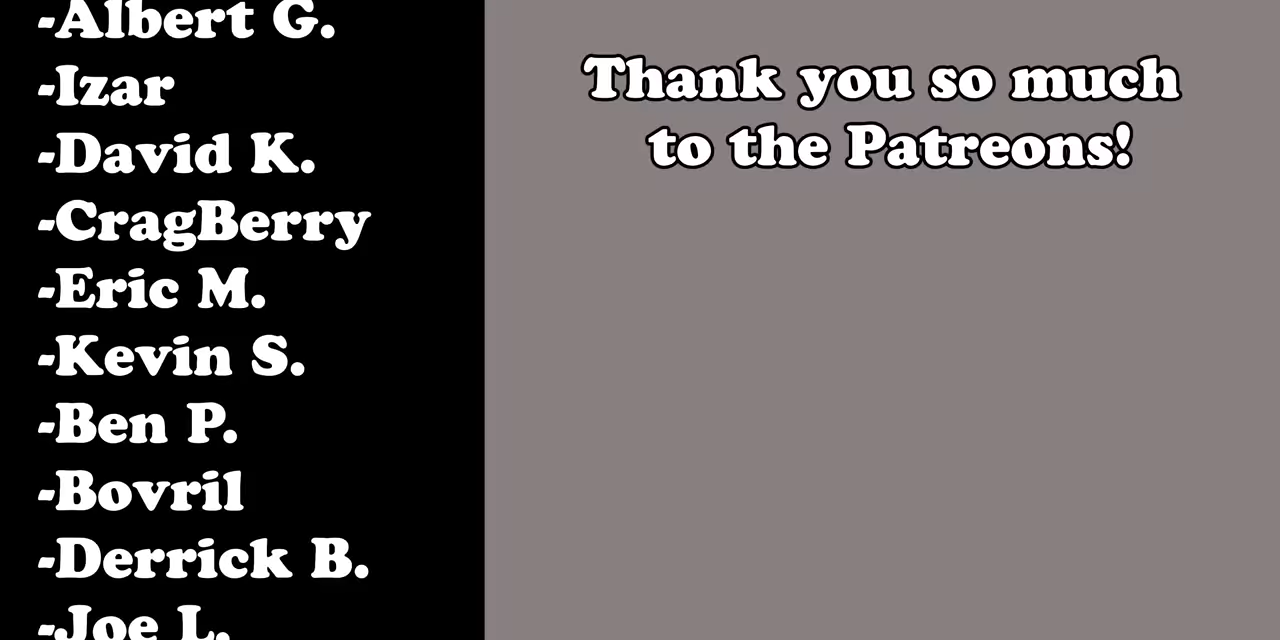 -Albert G.
-Izar
-David K.
-CragBerry
-Eric M.
-Kevin S.
-Ben P.
-Bovril
-Derrick B.
-Joe L.
Thank you so much
to the Patreons!